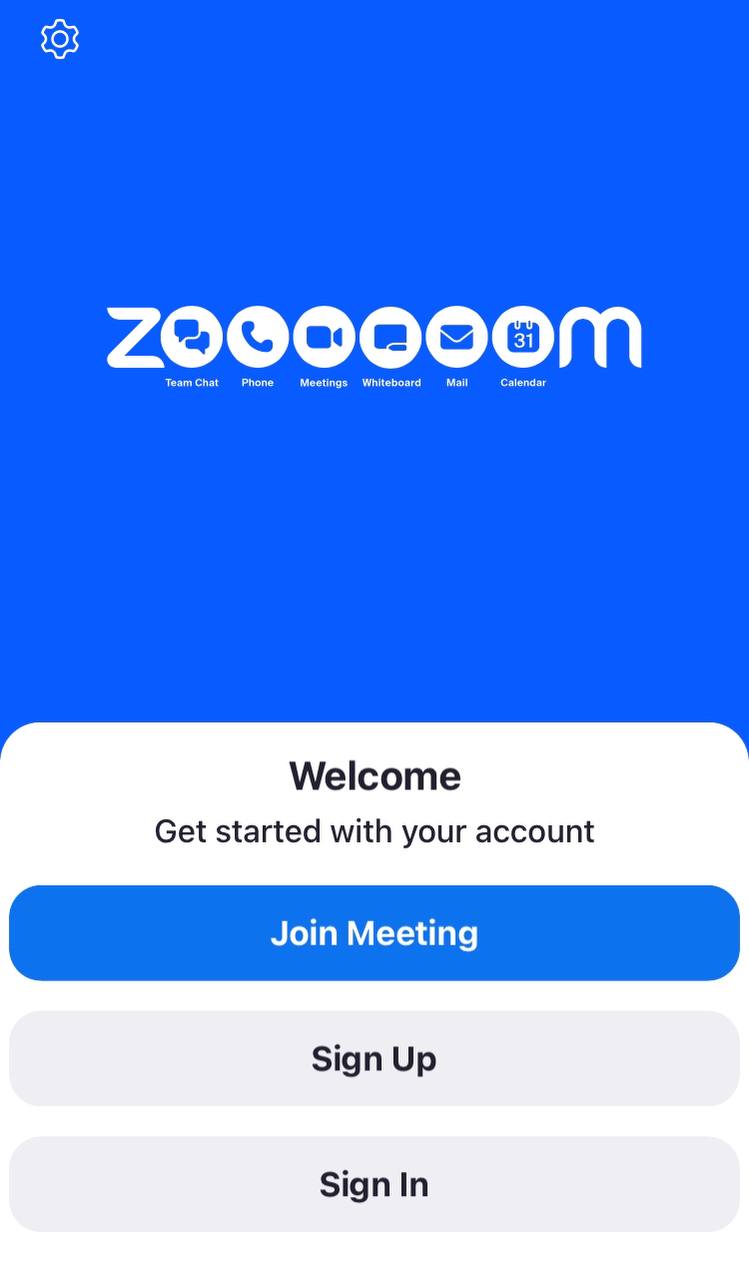 zoooooom
31
Team Chat Phone Meetings Whiteboard Mail Calendar
Welcome
Get started with your account
Join Meeting
Sign Up
Sign In